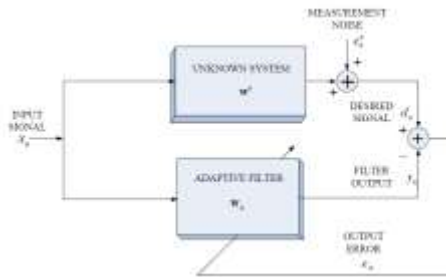 MEASUREMENT
NOISE
+
UNKNOWN SYSTEM
+
INPUT
SIGNAL
DESIRED
SIGNAL
+
−
ADAPTIVE FILTER
FILTER
OUTPUT
OUTPUT
ERROR